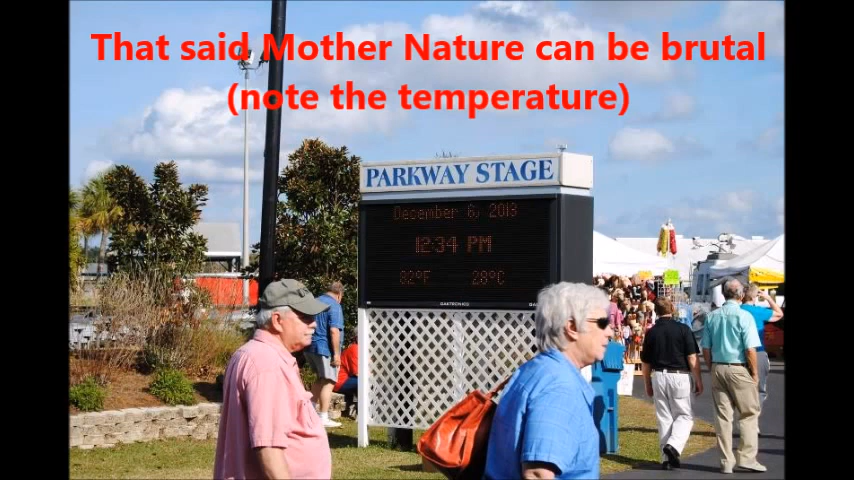 That said Mother Nature can be brutal
(note the temperature)
PARKWAY STAGE
December 6, 2013
12:34 PM
82°F 28°C
DAKTRONICS